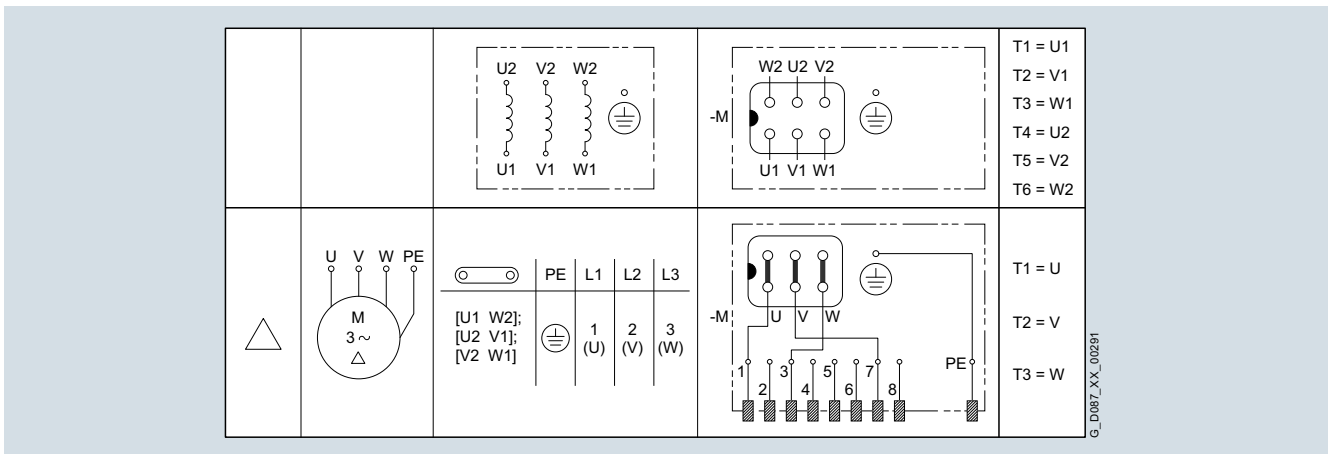 U2 V2 W2
U1 V1 W1
W2 U2 V2
-M
U1 V1 W1
T1 = U1
T2 = V1
T3 = W1
T4 = U2
T5 = V2
T6 = W2
U V W PE
M
3~
PE L1 L2 L3
[U1 W2];
[U2 V1];
[V2 W1]
1 2 3
(U) (V) (W)
-M
U V W
1 3 5 7 PE
2 4 6 8
T1 = U
T2 = V
T3 = W
G_D087_XX_00291